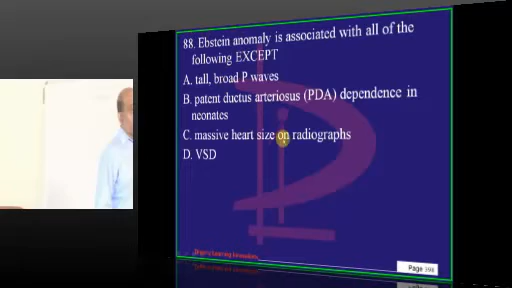 88. Ebstein anomaly is associated with all of the
following EXCEPT
A. tall, broad P waves
B. patent ductus arteriosus (PDA) dependence in
neonates
C. massive heart size on radiographs
D. VSD
Page 598